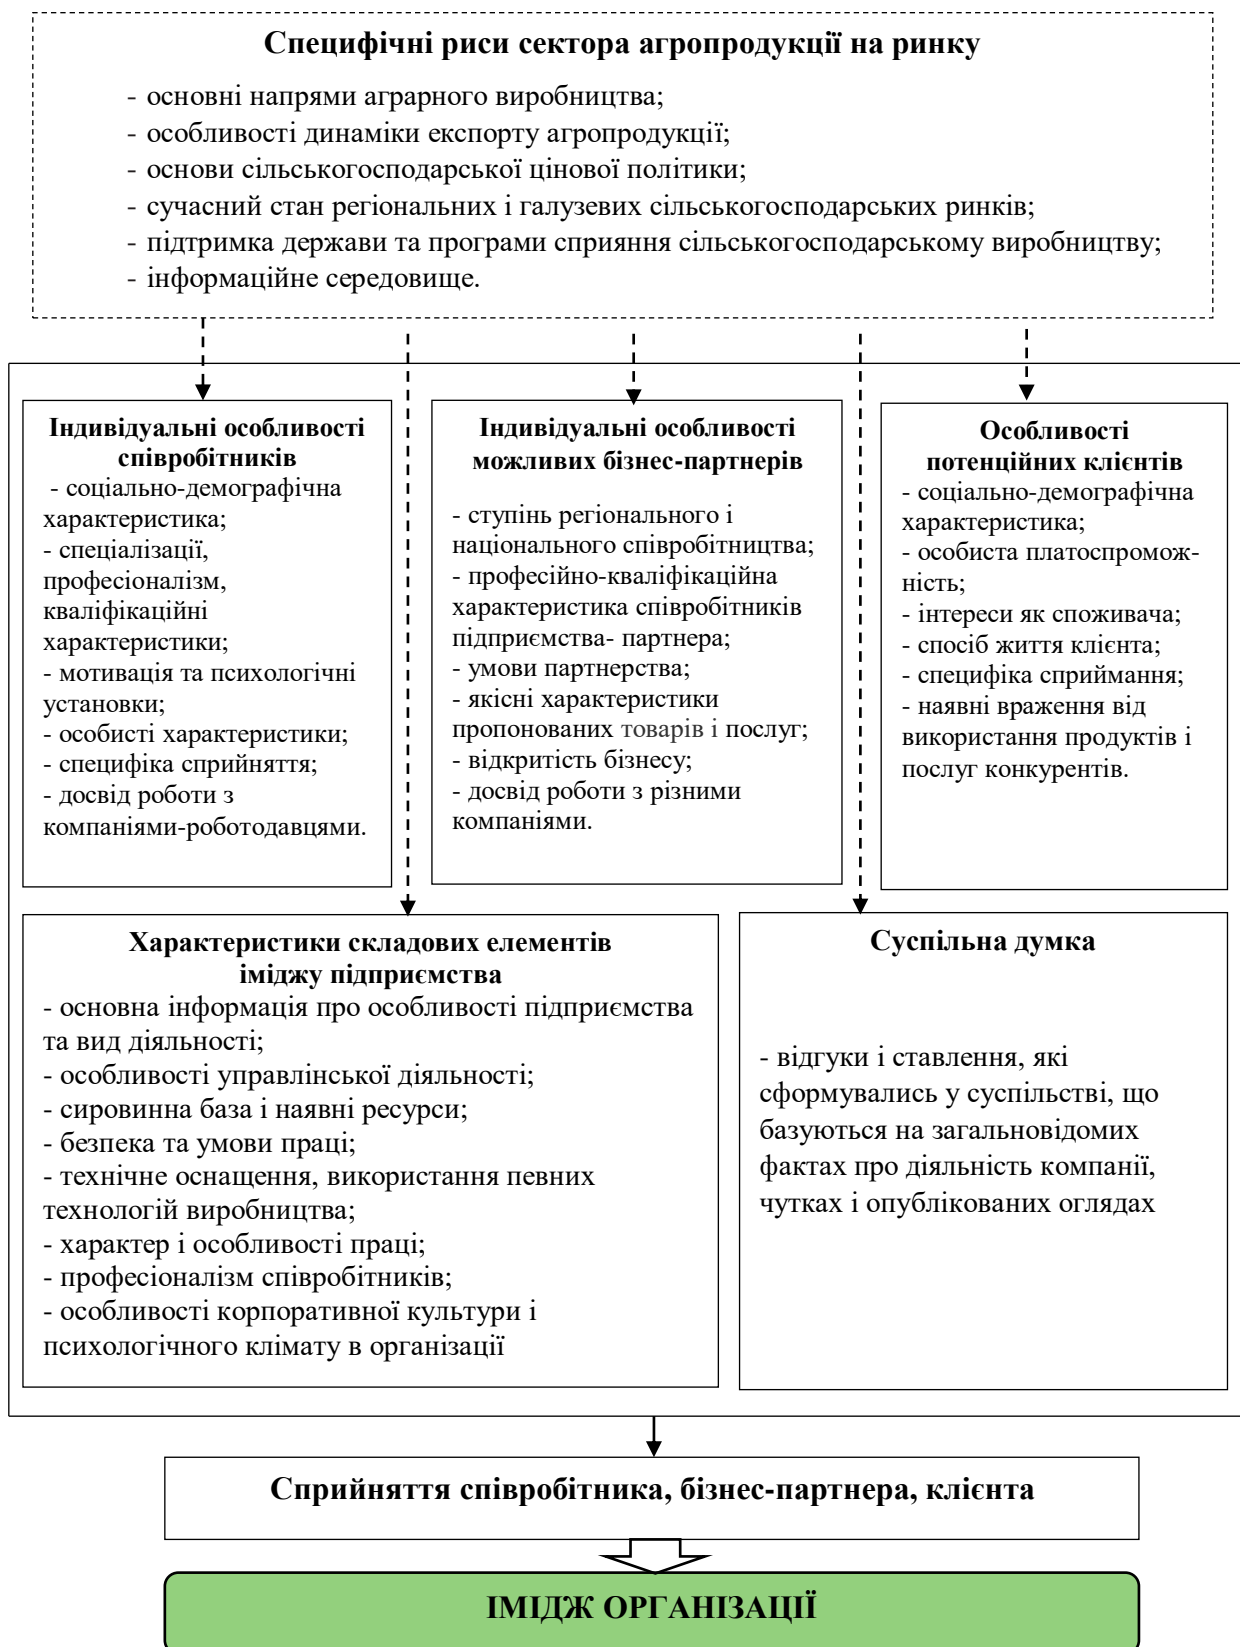 Специфічні риси сектора агропродукції на ринку
- основні напрями аграрного виробництва;
- особливості динаміки експорту агропродукції;
- основи сільськогосподарської цінової політики;
- сучасний стан регіональних і галузевих сільськогосподарських ринків;
- підтримка держави та програми сприяння сільськогосподарському виробництву;
- інформаційне середовище.
Індивідуальні особливості
співробітників
- соціально-демографічна
характеристика;
- спеціалізації,
професіоналізм,
кваліфікаційні
характеристики;
- мотивація та психологічні
установки;
- особисті характеристики;
- специфіка сприйняття;
- досвід роботи з
компаніями-роботодавцями.
Індивідуальні особливості
можливих бізнес-партнерів
- ступінь регіонального і
національного співробітництва;
- професійно-кваліфікаційна
характеристика співробітників
підприємства- партнера;
- умови партнерства;
- якісні характеристики
пропонованих товарів і послуг;
- відкритість бізнесу;
- досвід роботи з різними
компаніями.
Особливості
потенційних клієнтів
- соціально-демографічна
характеристика;
- особиста платоспромож-
ність;
- інтереси як споживача;
- спосіб життя клієнта;
- специфіка сприймання;
- наявні враження від
використання продуктів і
послуг конкурентів.
Характеристики складових елементів
іміджу підприємства
- основна інформація про особливості підприємства
та вид діяльності;
- особливості управлінської діяльності;
- сировинна база і наявні ресурси;
- безпека та умови праці;
- технічне оснащення, використання певних
технологій виробництва;
- характер і особливості праці;
- професіоналізм співробітників;
- особливості корпоративної культури і
психологічного клімату в організації
Суспільна думка
- відгуки і ставлення, які
сформувались у суспільстві, що
базуються на загальновідомих
фактах про діяльність компанії,
чутках і опублікованих оглядах
Сприйняття співробітника, бізнес-партнера, клієнта
ІМІДЖ ОРГАНІЗАЦІЇ